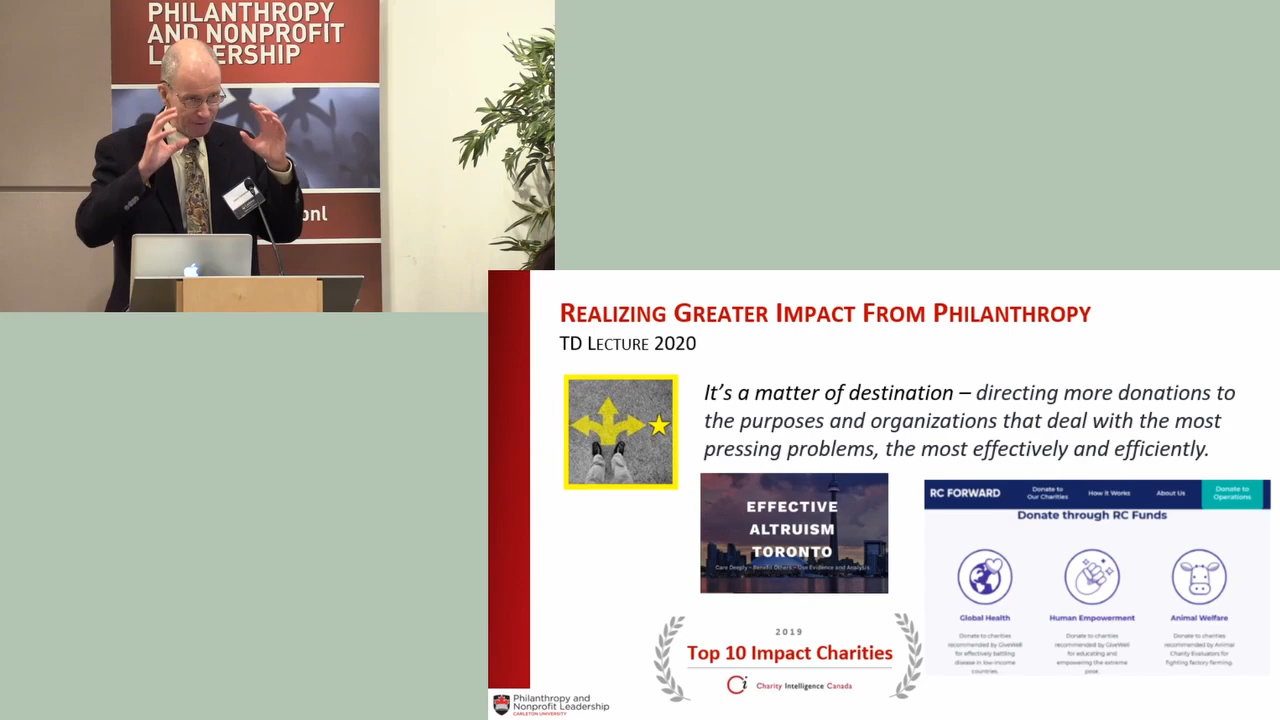 PHILANTHROPY
AND NONPROFIT
LEADERSHIP
onl
REALIZING GREATER IMPACT FROM PHILANTHROPY
TD LECTURE 2020
It's a matter of destination – directing more donations to
the purposes and organizations that deal with the most
pressing problems, the most effectively and efficiently.
EFFECTIVE
ALTRUISM
TORONTO
Care Deeply - Benefit Others - Use Evidence and Analysis
RC FORWARD
Donate to
Our Charities
How it Works
About Us
Donate to
Operations
Donate through RC Funds
Global Health
Donate to charities
recommended by GiveWell
for effectively battling
disease in low-income
countries.
Human Empowerment
Donate to charities
recommended by GiveWell
for educating and
empowering the extreme
poor.
Animal Welfare
Donate to charities
recommended by Animal
Charity Evaluators for
fighting factory farming.
2019
Top 10 Impact Charities
Ci Charity Intelligence Canada
Philanthropy and
Nonprofit Leadership
CARLETON UNIVERSITY